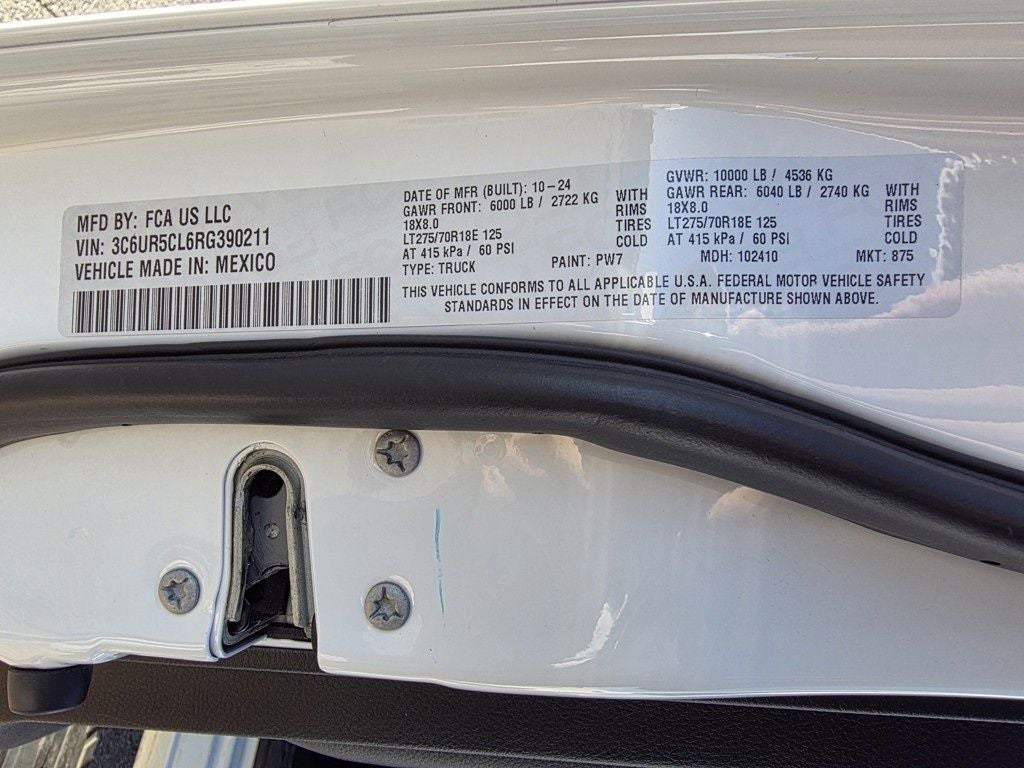 MFD BY: FCA US LLC
VIN: 3C6UR5CL6RG390211
VEHICLE MADE IN: MEXICO
DATE OF MFR (BUILT): 10-24
GAWR FRONT: 6000 LB / 2722 KG WITH
18X8.0 RIMS
LT275/70R18E 125 TIRES
AT 415 kPa / 60 PSI COLD
TYPE: TRUCK PAINT: PW7
GVWR: 10000 LB / 4536 KG
GAWR REAR: 6040 LB / 2740 KG WITH
18X8.0 RIMS
LT275/70R18E 125 TIRES
AT 415 kPa / 60 PSI COLD
MDH: 102410 MKT: 875
THIS VEHICLE CONFORMS TO ALL APPLICABLE U.S.A. FEDERAL MOTOR VEHICLE SAFETY
STANDARDS IN EFFECT ON THE DATE OF MANUFACTURE SHOWN ABOVE.